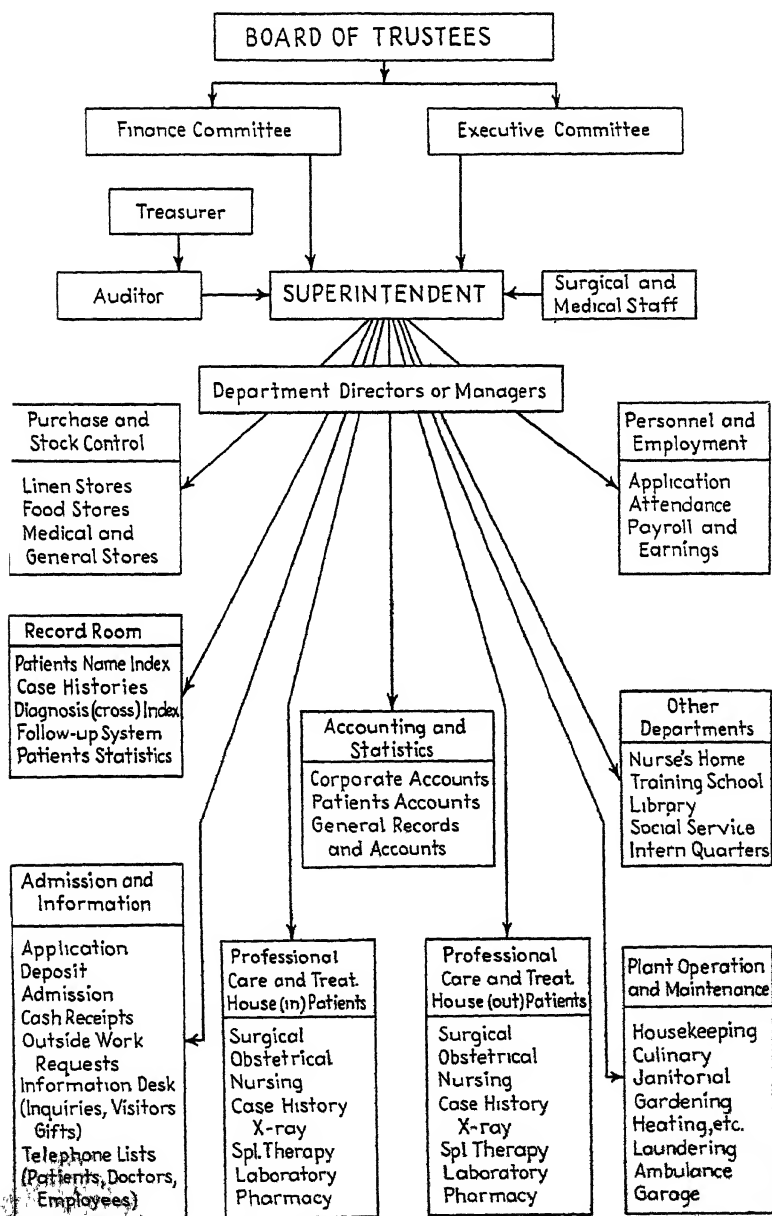 BOARD OF TRUSTEES
Finance Committee
Executive Committee
Treasurer
Auditor
SUPERINTENDENT
Surgical and
Medical Staff
Department Directors or Managers
Purchase and
Stock Control
Linen Stores
Food Stores
Medical and
General Stores
Personnel and
Employment
Application
Attendance
Payroll and
Earnings
Record Room
Patients Name Index
Case Histories
Diagnosis (cross) Index
Follow-up System
Patients Statistics
Accounting and
Statistics
Corporate Accounts
Patients Accounts
General Records
and Accounts
Other
Departments
Nurse's Home
Training School
Library
Social Service
Intern Quarters
Admission and
Information
Application
Deposit
Admission
Cash Receipts
Outside Work
Requests
Information Desk
(Inquiries, Visitors
Gifts)
Telephone Lists
(Patients, Doctors,
Employees)
Professional
Care and Treat.
House (in) Patients
Surgical
Obstetrical
Nursing
Case History
X-ray
Spl. Therapy
Laboratory
Pharmacy
Professional
Care and Treat.
House (out) Patients
Surgical
Obstetrical
Nursing
Case History
X-ray
Spl Therapy
Laboratory
Pharmacy
Plant Operation
and Maintenance
Housekeeping
Culinary
Janitorial
Gardening
Heating, etc.
Laundering
Ambulance
Garage